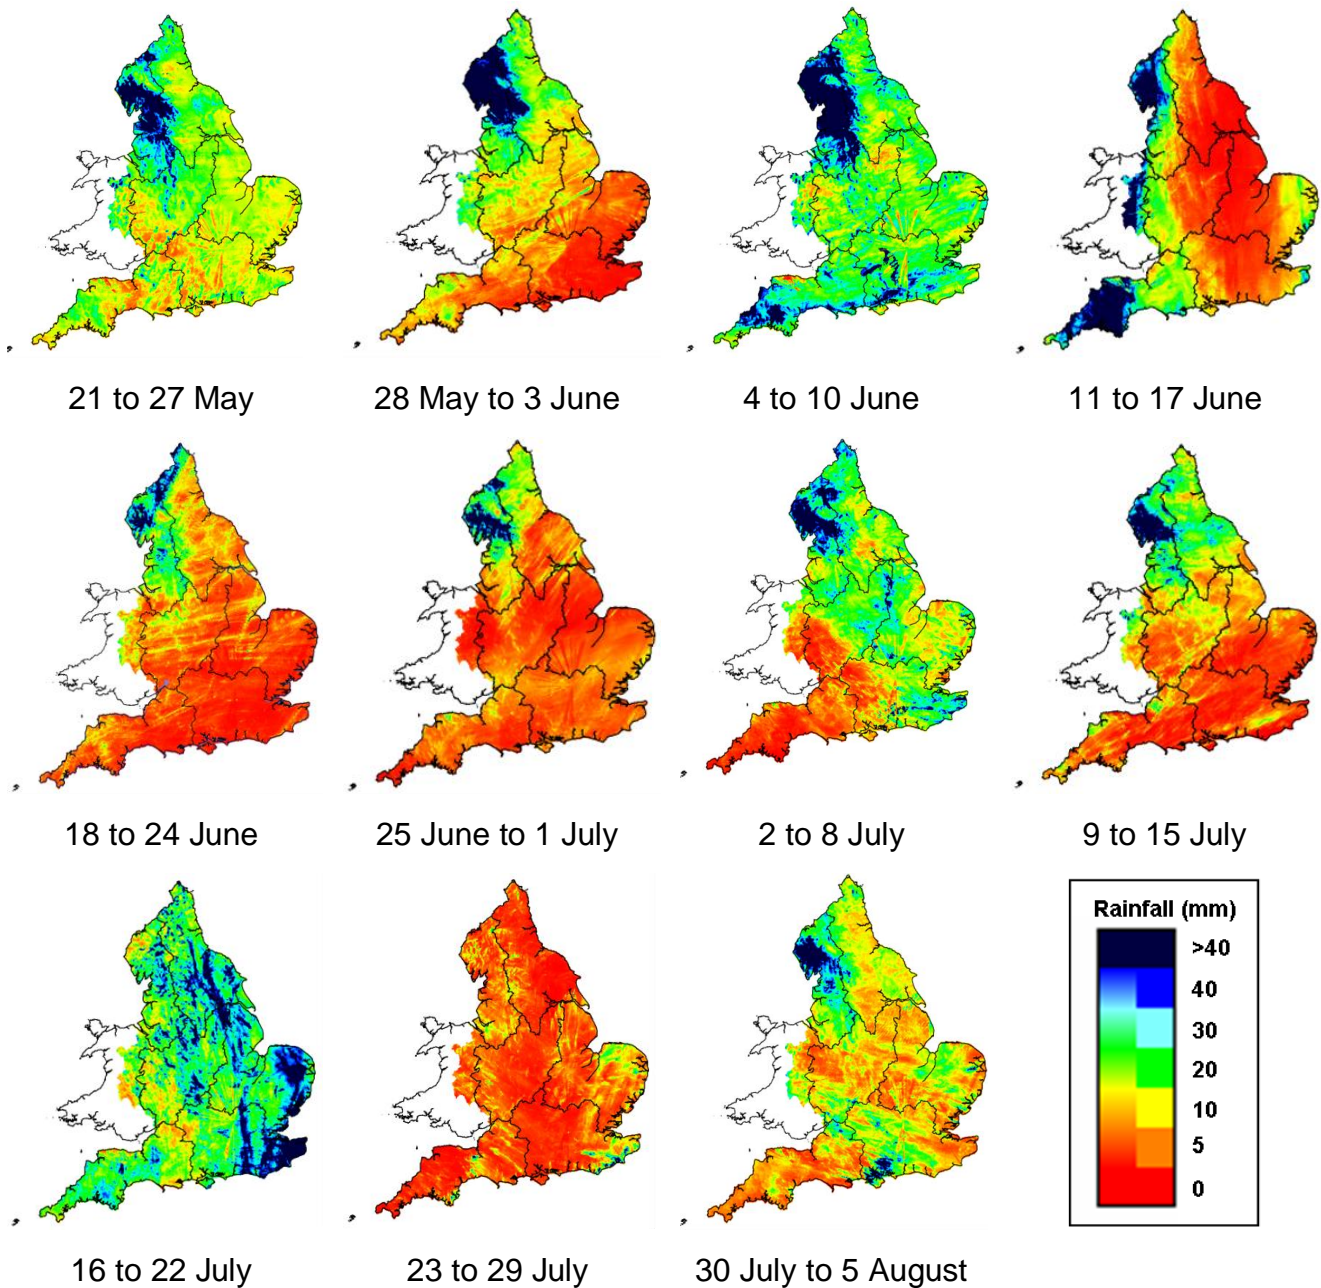 21 to 27 May
28 May to 3 June
4 to 10 June
11 to 17 June
18 to 24 June
25 June to 1 July
2 to 8 July
9 to 15 July
16 to 22 July
23 to 29 July
30 July to 5 August
Rainfall (mm)
>40
40
30
20
10
5
0